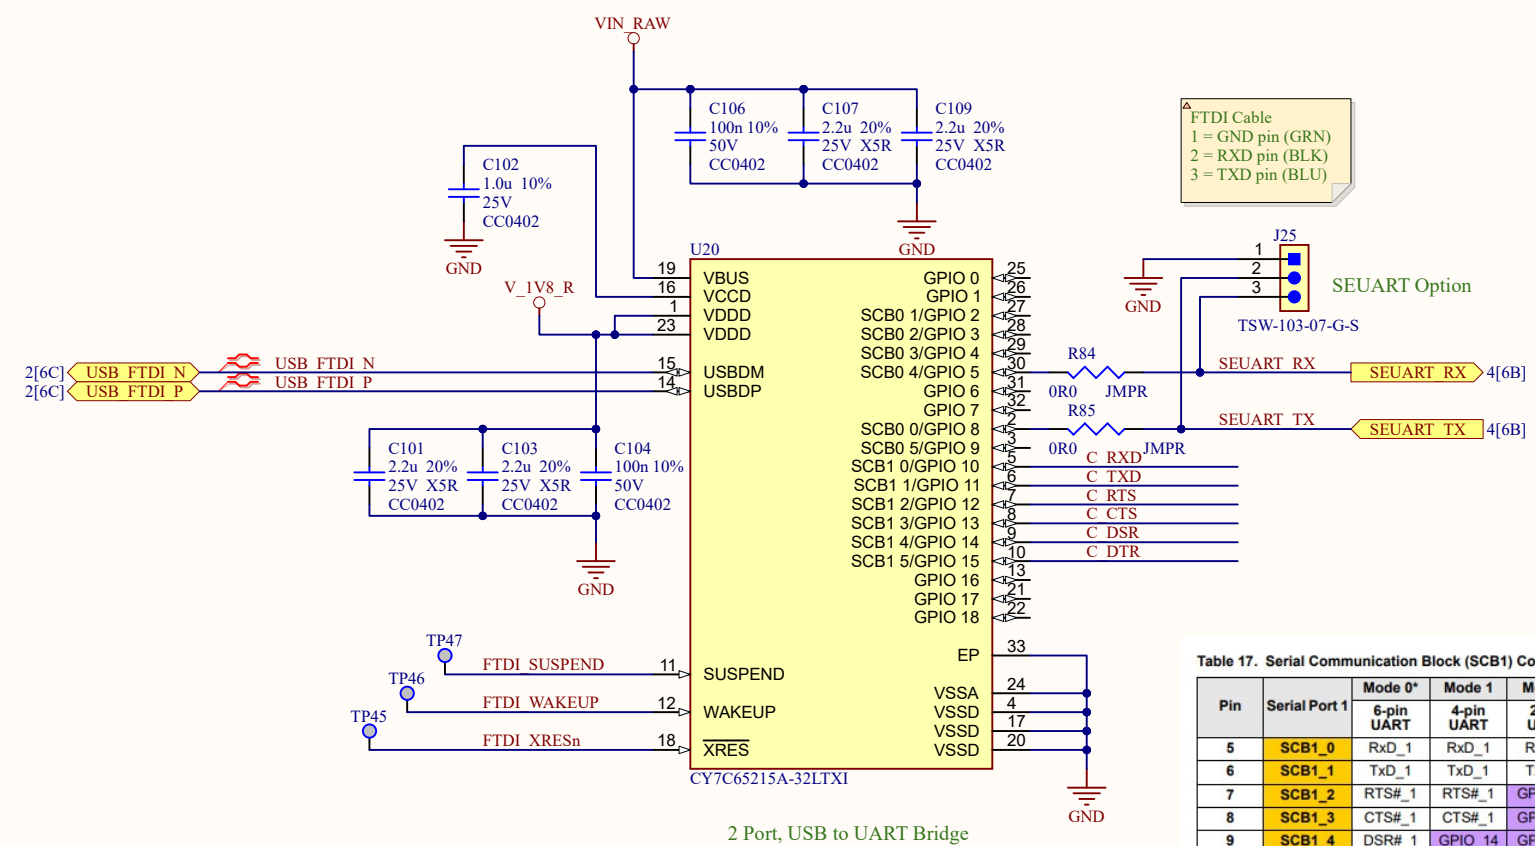 VIN_RAW
C106
100n 10%
50V
CC0402
C107
2.2u 20%
25V X5R
CC0402
C109
2.2u 20%
25V X5R
CC0402
GND
FTDI Cable
1 = GND pin (GRN)
2 = RXD pin (BLK)
3 = TXD pin (BLU)
C102
1.0u 10%
25V
CC0402
GND
V_1V8_R
U20
19 VBUS
16 VCCD
1 VDDD
23 VDDD
15 USBDM
14 USBDP
11 SUSPEND
12 WAKEUP
18 XRES
GPIO 0 25
GPIO 1 26
SCB0 1/GPIO 2 27
SCB0 2/GPIO 3 28
SCB0 3/GPIO 4 29
SCB0 4/GPIO 5 30
GPIO 6 31
GPIO 7 32
SCB0 0/GPIO 8 2
SCB0 5/GPIO 9 3
SCB1 0/GPIO 10 5
SCB1 1/GPIO 11 6
SCB1 2/GPIO 12 7
SCB1 3/GPIO 13 8
SCB1 4/GPIO 14 9
SCB1 5/GPIO 15 10
GPIO 16 13
GPIO 17 21
GPIO 18 22
EP 33
VSSA 24
VSSD 4
VSSD 17
VSSD 20
CY7C65215A-32LTXI
GND
2[6C] USB_FTDI_N USB_FTDI_N
2[6C] USB_FTDI_P USB_FTDI_P
C101
2.2u 20%
25V X5R
CC0402
C103
2.2u 20%
25V X5R
CC0402
C104
100n 10%
50V
CC0402
GND
TP47
FTDI_SUSPEND
TP46
FTDI_WAKEUP
TP45
FTDI_XRESn
J25
1
2
3
GND
TSW-103-07-G-S
SEUART Option
R84
0R0 JMPR
SEUART_RX SEUART_RX 4[6B]
R85
0R0 JMPR
SEUART_TX SEUART_TX 4[6B]
C_RXD
C_TXD
C_RTS
C_CTS
C_DSR
C_DTR
2 Port, USB to UART Bridge
Table 17. Serial Communication Block (SCB1) Co
Pin Serial Port 1 Mode 0* Mode 1 M
6-pin UART 4-pin UART 2 U
5 SCB1_0 RxD_1 RxD_1 R
6 SCB1_1 TxD_1 TxD_1 T
7 SCB1_2 RTS#_1 RTS#_1 GP
8 SCB1_3 CTS#_1 CTS#_1 GP
9 SCB1_4 DSR#_1 GPIO_14 GP